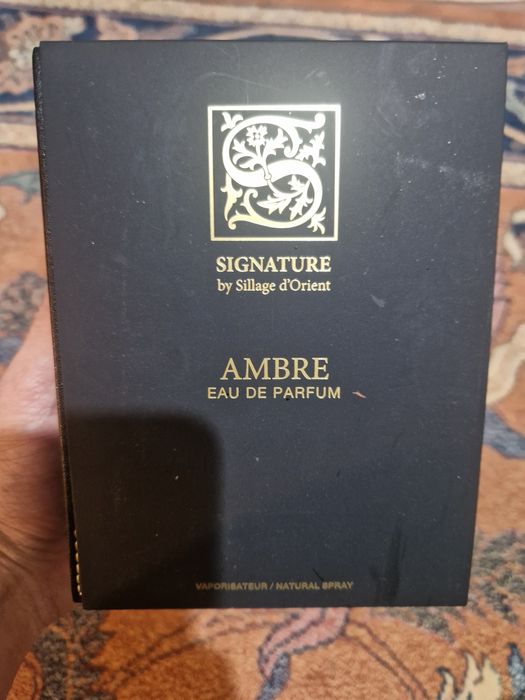 S
SIGNATURE
by Sillage d'Orient
AMBRE
EAU DE PARFUM
VAPORISATEUR / NATURAL SPRAY